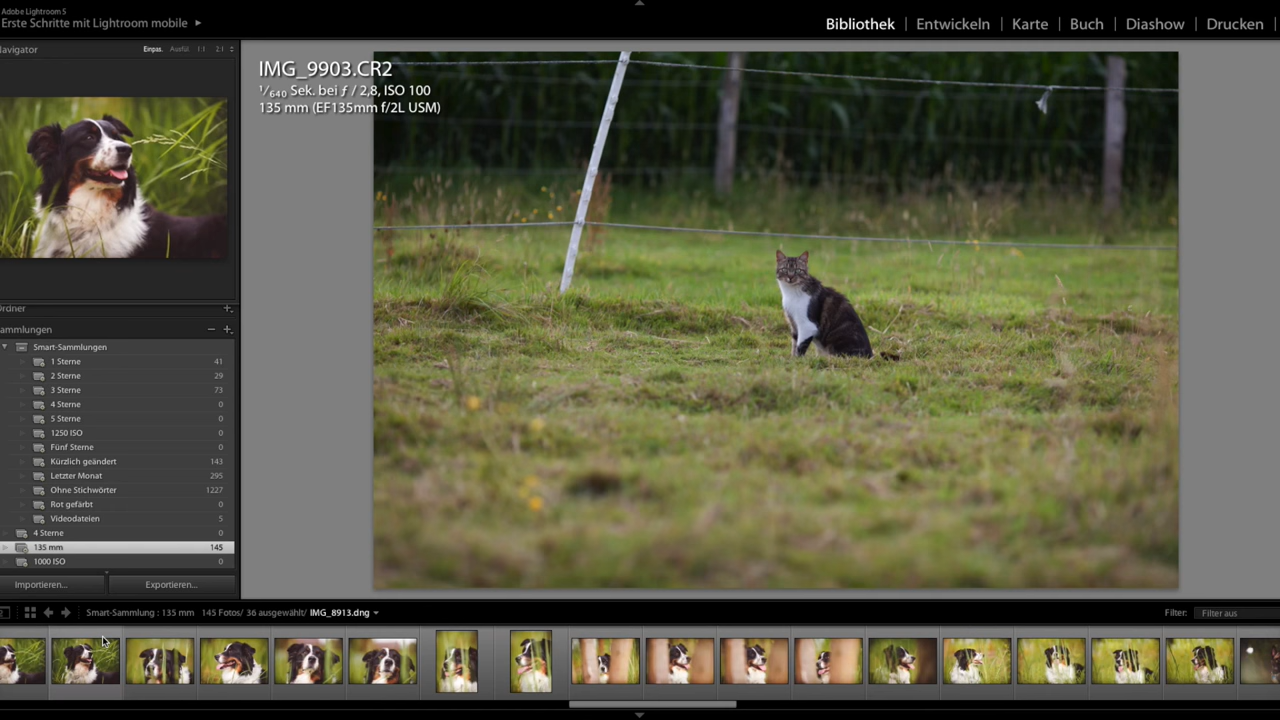 Adobe Lightroom 5
Erste Schritte mit Lightroom mobile
Bibliothek | Entwickeln | Karte | Buch | Diashow | Drucken
Navigator Einpas. Ausfül. 1:1 2:1
IMG_9903.CR2
1/640 Sek. bei ƒ / 2,8, ISO 100
135 mm (EF135mm f/2L USM)
Ordner
Sammlungen
Smart-Sammlungen
1 Sterne 41
2 Sterne 29
3 Sterne 73
4 Sterne 0
5 Sterne 0
1250 ISO 0
Fünf Sterne 0
Kürzlich geändert 143
Letzter Monat 295
Ohne Stichwörter 1227
Rot gefärbt 0
Videodateien 5
4 Sterne 0
135 mm 145
1000 ISO 0
Importieren... Exportieren...
2 Smart-Sammlung : 135 mm 145 Fotos/ 36 ausgewählt/ IMG_8913.dng Filter: Filter aus